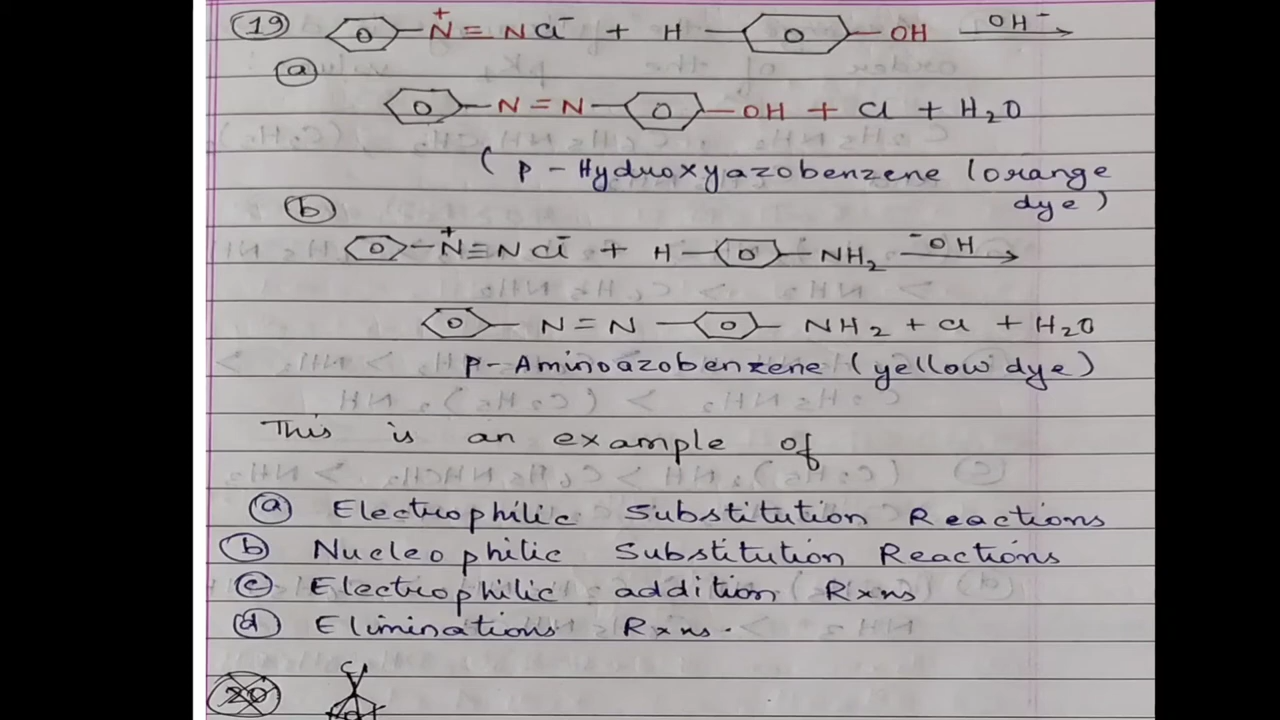 19 N⁺=NCl⁻ + H OH OH⁻ →
a
N=N OH + Cl + H₂O
( p-Hydroxyazobenzene (orange
dye)
b
N⁺≡NCl⁻ + H NH₂ ⁻OH →
N=N NH₂ + Cl + H₂O
p-Aminoazobenzene (yellow dye)
This is an example of
a Electrophilic Substitution Reactions
b Nucleophilic Substitution Reactions
c Electrophilic addition Rxns
d Eliminations Rxns.
20